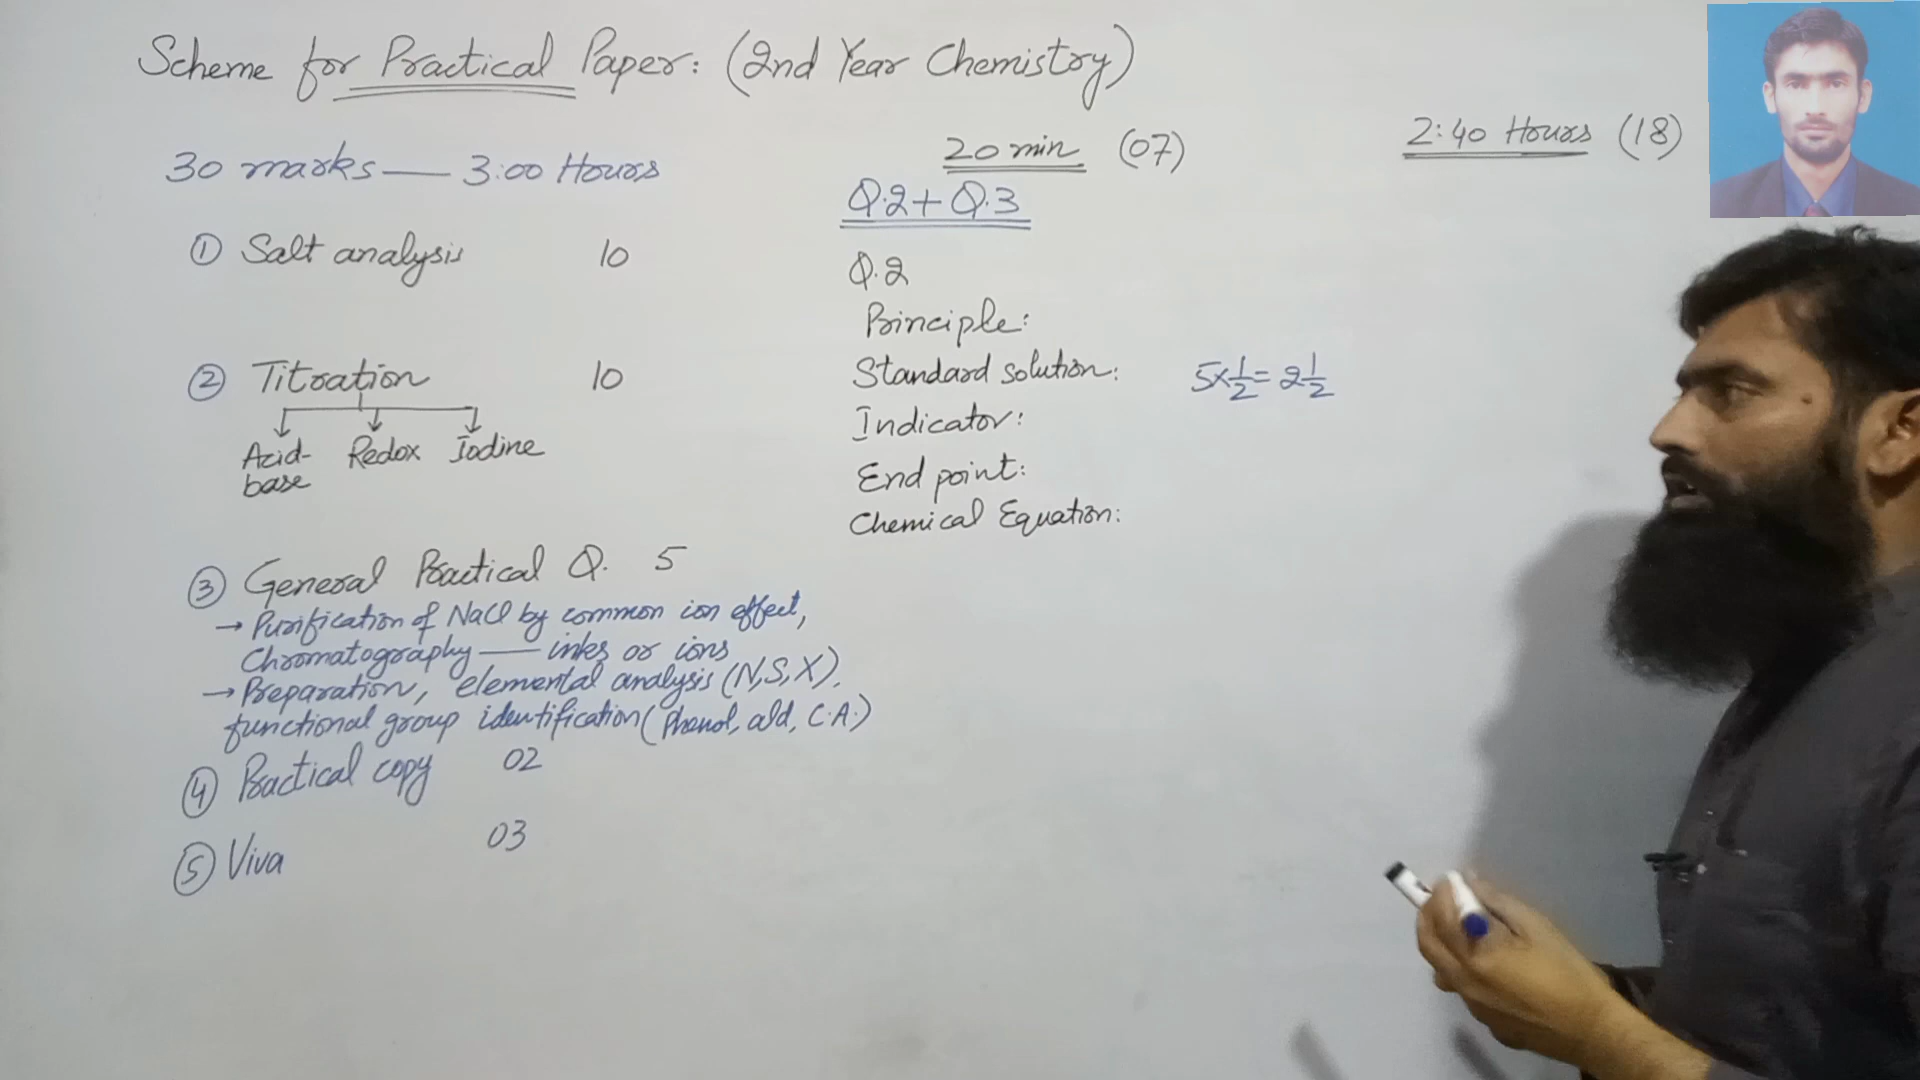 Scheme for Practical Paper: (2nd Year Chemistry)
30 marks — 3:00 Hours
① Salt analysis 10
② Titration 10
Acid-base Redox Iodine
③ General Practical Q. 5
→ Purification of NaCl by common ion effect,
Chromatography — inks or ions
→ Preparation, elemental analysis (N,S,X),
functional group identification (Phenol, ald, C.A.)
④ Practical copy 02
⑤ Viva 03
20 min (07)
Q.2 + Q.3
Q.2
Principle:
Standard solution: 5×1/2 = 2 1/2
Indicator:
End point:
Chemical Equation:
2:40 Hours (18)